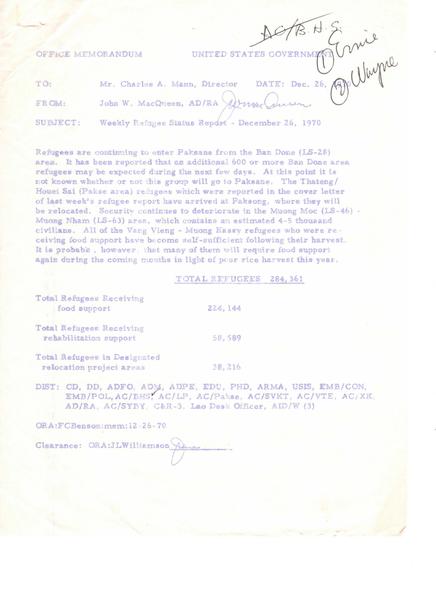 AC/B.H.S.
① Ernie
② Wayne
OFFICE MEMORANDUM UNITED STATES GOVERNMENT
TO: Mr. Charles A. Mann, Director DATE: Dec. 26,
FROM: John W. MacQueen, AD/RA
SUBJECT: Weekly Refugee Status Report - December 26, 1970
Refugees are continuing to enter Paksane from the Ban Done (LS-28)
area. It has been reported that an additional 600 or more Ban Done area
refugees may be expected during the next few days. At this point it is
not known whether or not this group will go to Paksane. The Thateng/
Houei Sai (Pakse area) refugees which were reported in the cover letter
of last week's refugee report have arrived at Paksong, where they will
be relocated. Security continues to deteriorate in the Muong Moc (LS-46) -
Muong Nham (LS-63) area, which contains an estimated 4-5 thousand
civilians. All of the Vang Vieng - Muong Kassy refugees who were re-
ceiving food support have become self-sufficient following their harvest.
It is probable, however, that many of them will require food support
again during the coming months in light of poor rice harvest this year.
TOTAL REFUGEES 284,361
Total Refugees Receiving
food support 226,144
Total Refugees Receiving
rehabilitation support 58,589
Total Refugees in Designated
relocation project areas 38,216
DIST: CD, DD, ADFO, ADM, AUPE, EDU, PHD, ARMA, USIS, EMB/CON,
EMB/POL, AC/BHS, AC/LP, AC/Pakse, AC/SVKT, AC/VTE, AC/XK,
AD/RA, AC/SYBY, C&R-3, Lao Desk Officer, AID/W (3)
ORA:FCBenson:mem:12-26-70
Clearance: ORA:JLWilliamson